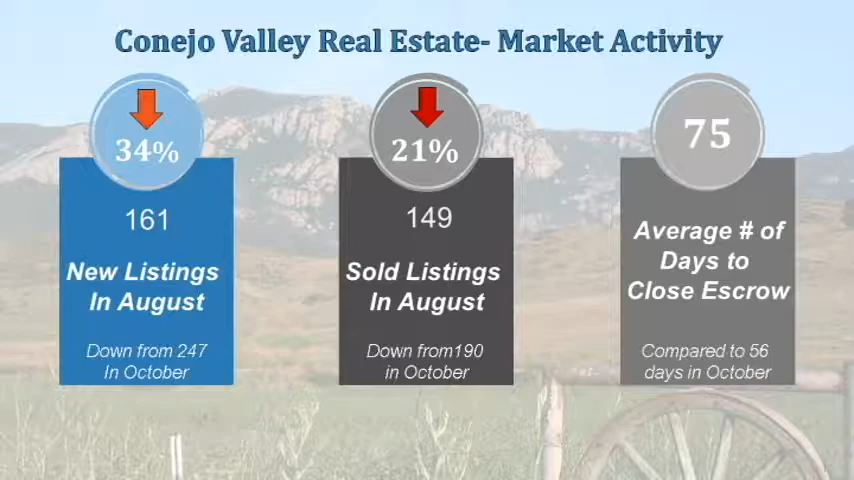 Conejo Valley Real Estate- Market Activity
34%
161
New Listings
In August
Down from 247
In October
21%
149
Sold Listings
In August
Down from190
in October
75
Average # of
Days to
Close Escrow
Compared to 56
days in October